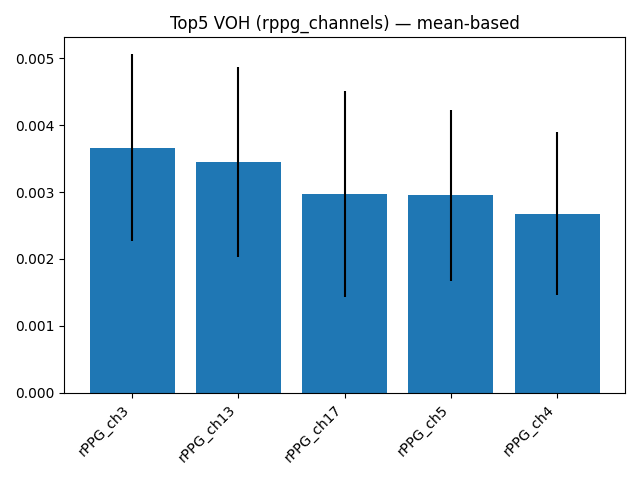 Top5 VOH (rppg_channels) — mean-based
0.005
0.004
0.003
0.002
0.001
0.000
rPPG_ch3
rPPG_ch13
rPPG_ch17
rPPG_ch5
rPPG_ch4